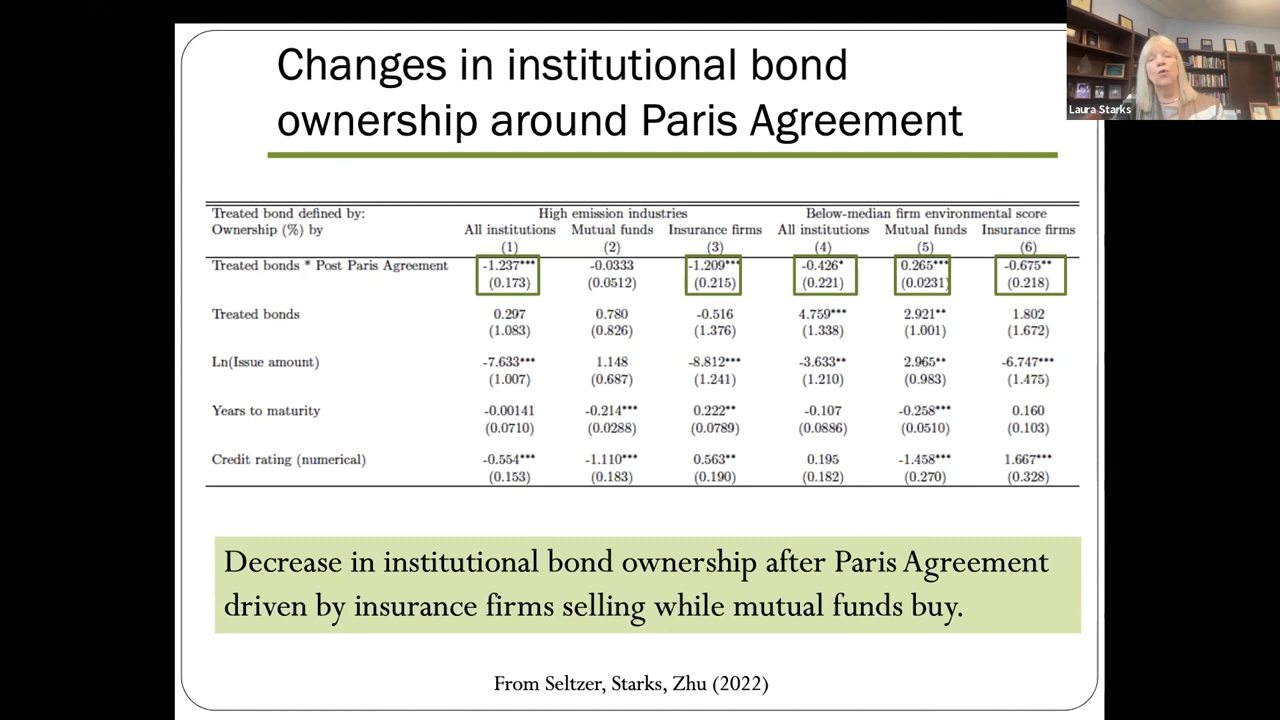 Changes in institutional bond
ownership around Paris Agreement
Laura Starks
Treated bond defined by: High emission industries Below-median firm environmental score
Ownership (%) by All institutions Mutual funds Insurance firms All institutions Mutual funds Insurance firms
(1) (2) (3) (4) (5) (6)
Treated bonds * Post Paris Agreement -1.237*** -0.0333 -1.209*** -0.426* 0.265*** -0.675**
(0.173) (0.0512) (0.215) (0.221) (0.0231) (0.218)
Treated bonds 0.297 0.780 -0.516 4.759*** 2.921** 1.802
(1.083) (0.826) (1.376) (1.338) (1.001) (1.672)
Ln(Issue amount) -7.633*** 1.148 -8.812*** -3.633** 2.965** -6.747***
(1.007) (0.687) (1.241) (1.210) (0.983) (1.475)
Years to maturity -0.00141 -0.214*** 0.222** -0.107 -0.258*** 0.160
(0.0710) (0.0288) (0.0789) (0.0886) (0.0510) (0.103)
Credit rating (numerical) -0.554*** -1.110*** 0.563** 0.195 -1.458*** 1.667***
(0.153) (0.183) (0.190) (0.182) (0.270) (0.328)
Decrease in institutional bond ownership after Paris Agreement
driven by insurance firms selling while mutual funds buy.
From Seltzer, Starks, Zhu (2022)